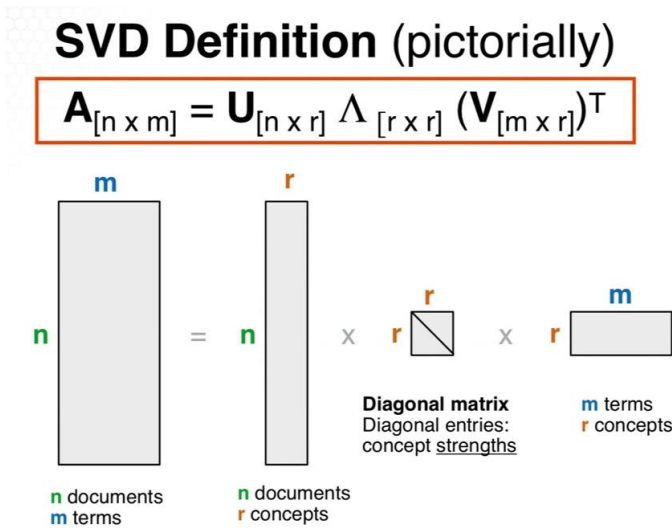 SVD Definition (pictorially)
A[n x m] = U[n x r] Λ [r x r] (V[m x r])T
m
r
n
=
n
x
r
r
x
m
r
Diagonal matrix
Diagonal entries:
concept strengths
m terms
r concepts
n documents
m terms
n documents
r concepts